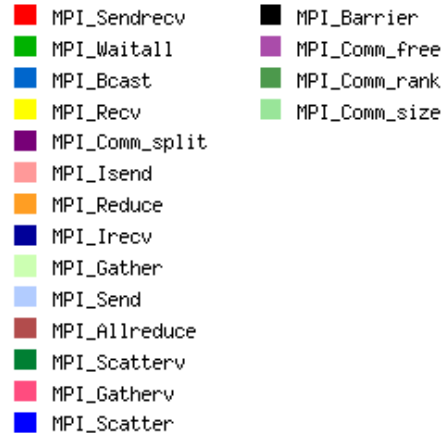 MPI_Sendrecv
MPI_Waitall
MPI_Bcast
MPI_Recv
MPI_Comm_split
MPI_Isend
MPI_Reduce
MPI_Irecv
MPI_Gather
MPI_Send
MPI_Allreduce
MPI_Scatterv
MPI_Gatherv
MPI_Scatter
MPI_Barrier
MPI_Comm_free
MPI_Comm_rank
MPI_Comm_size